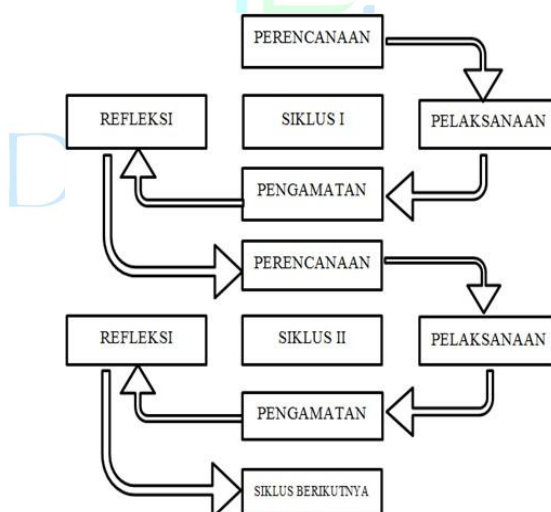 PERENCANAAN
REFLEKSI
SIKLUS I
PELAKSANAAN
PENGAMATAN
PERENCANAAN
REFLEKSI
SIKLUS II
PELAKSANAAN
PENGAMATAN
SIKLUS BERIKUTNYA